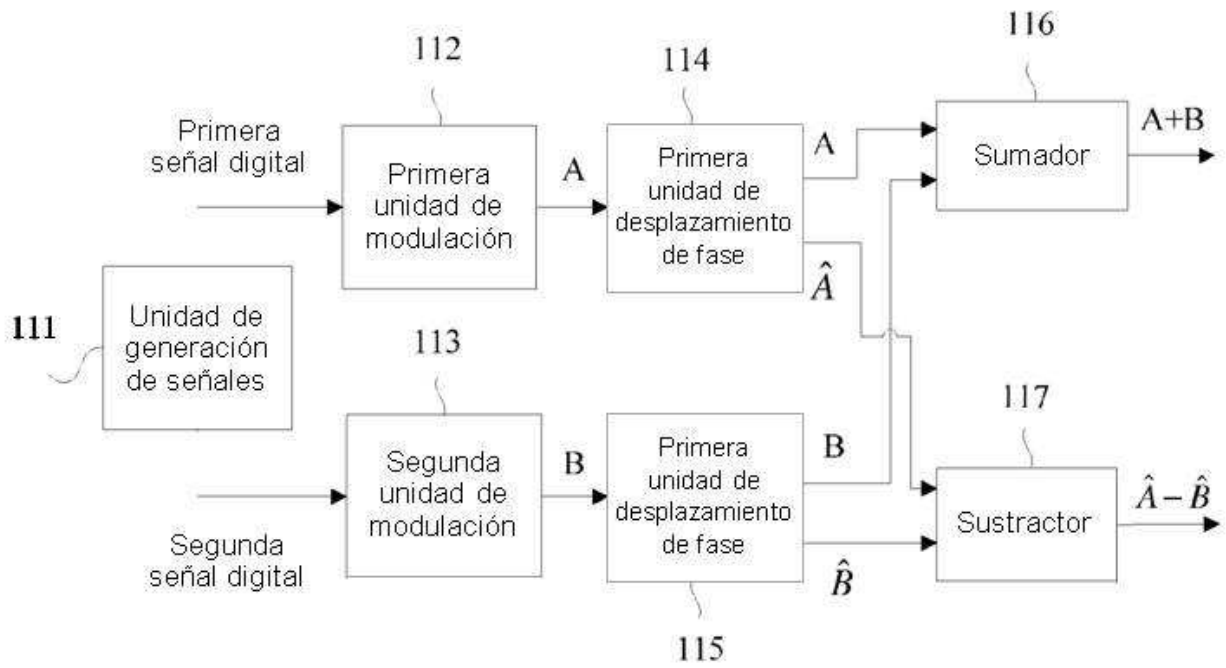 112
114
116
Primera
señal digital
Primera
unidad de
modulación
A
Primera
unidad de
desplazamiento
de fase
A
Â
Sumador
A+B
111
Unidad de
generación
de señales
113
117
Segunda
señal digital
Segunda
unidad de
modulación
B
Primera
unidad de
desplazamiento
de fase
B
B̂
Sustractor
Â − B̂
115